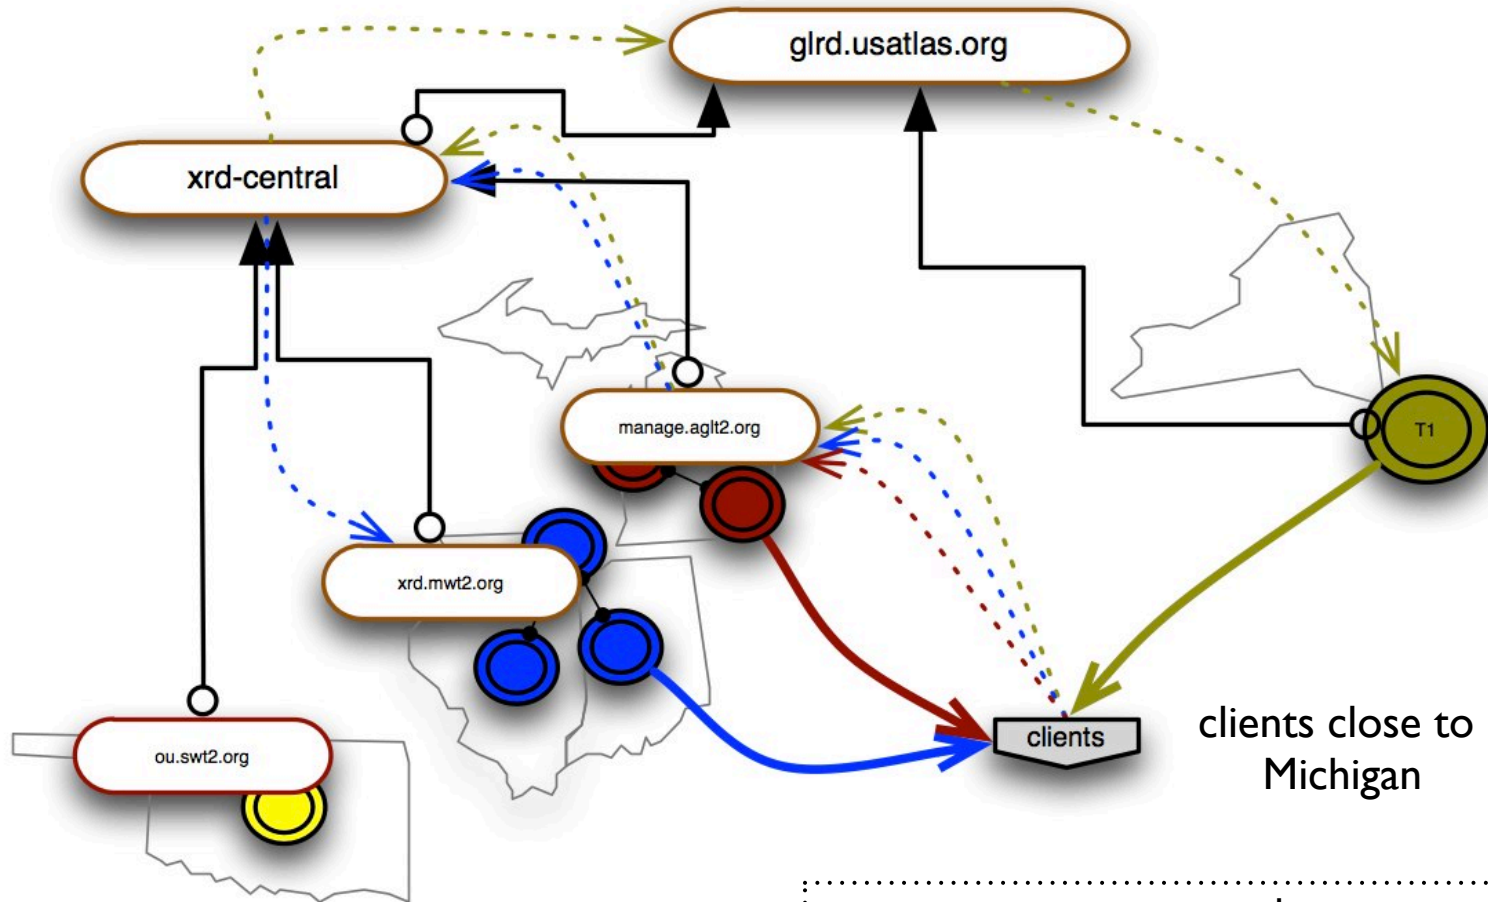 glrd.usatlas.org
xrd-central
manage.aglt2.org
T1
xrd.mwt2.org
clients
clients close to
Michigan
ou.swt2.org